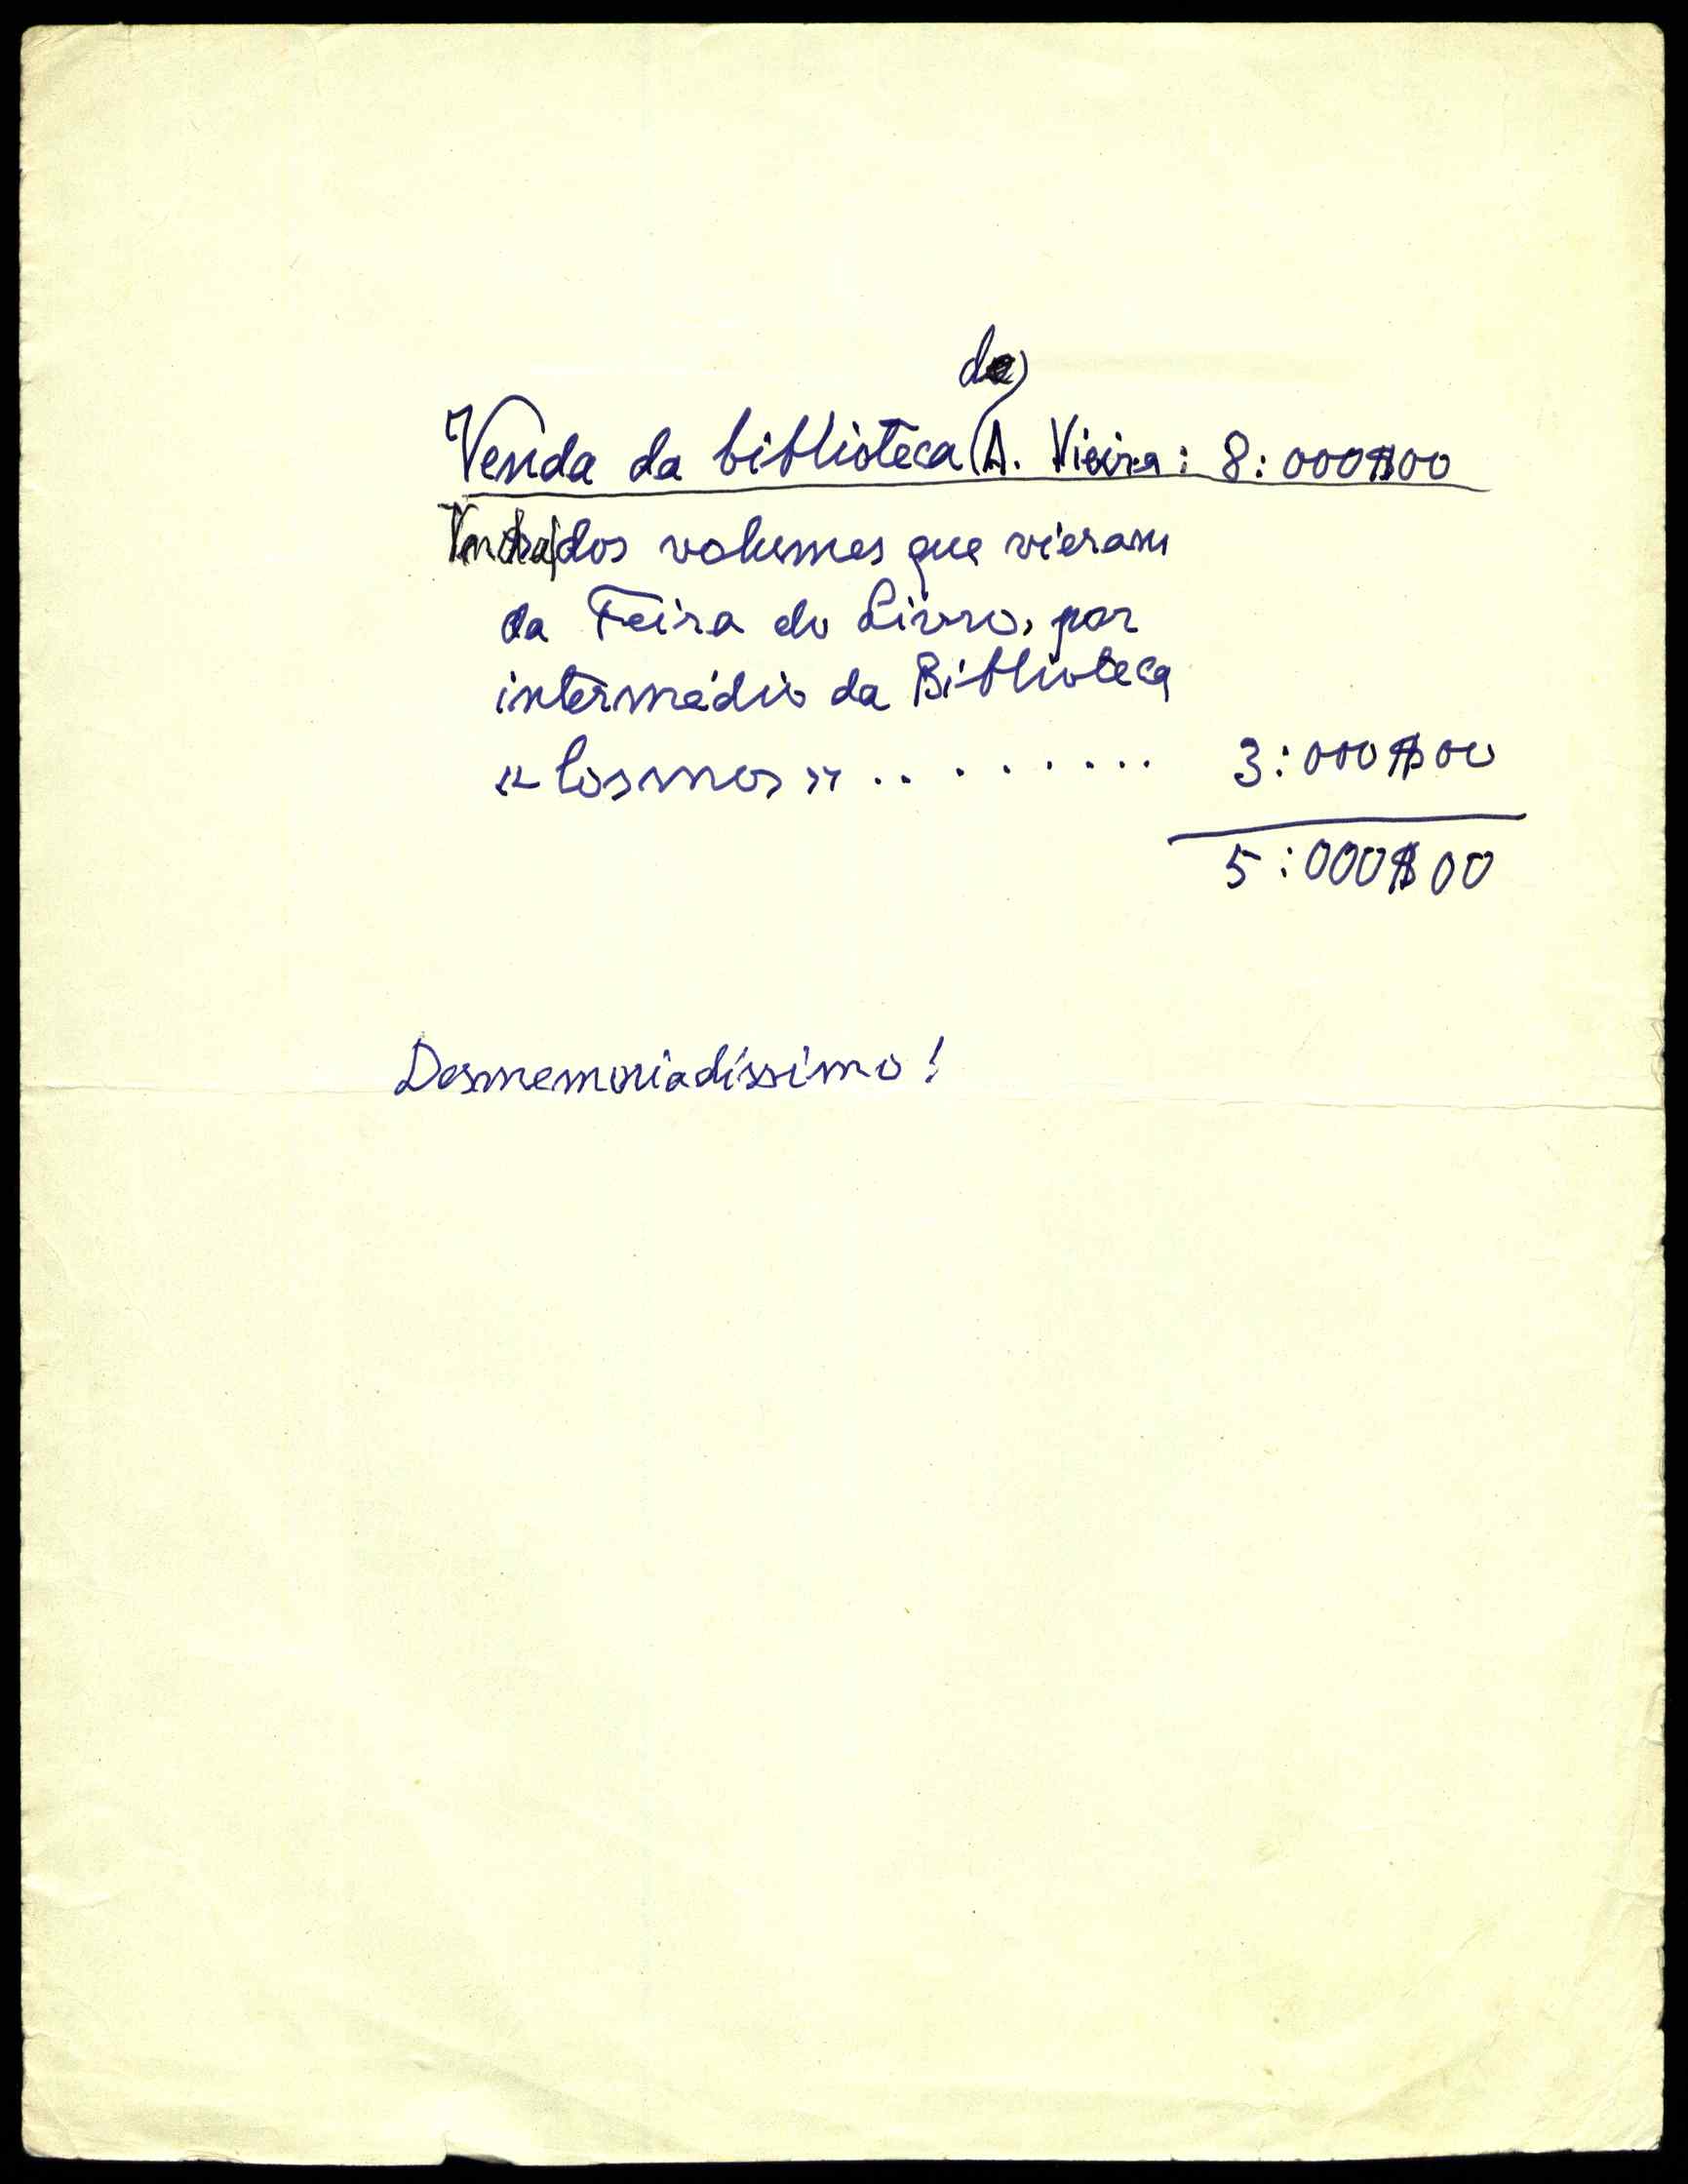 de
Venda da biblioteca A. Vieira: 8:000$00
Venda dos volumes que vieram
da Feira do Livro, por
intermédio da Biblioteca
«Cosmos» . . . . . . . . . 3:000$00
5:000$00
Desmemoriadíssimo!